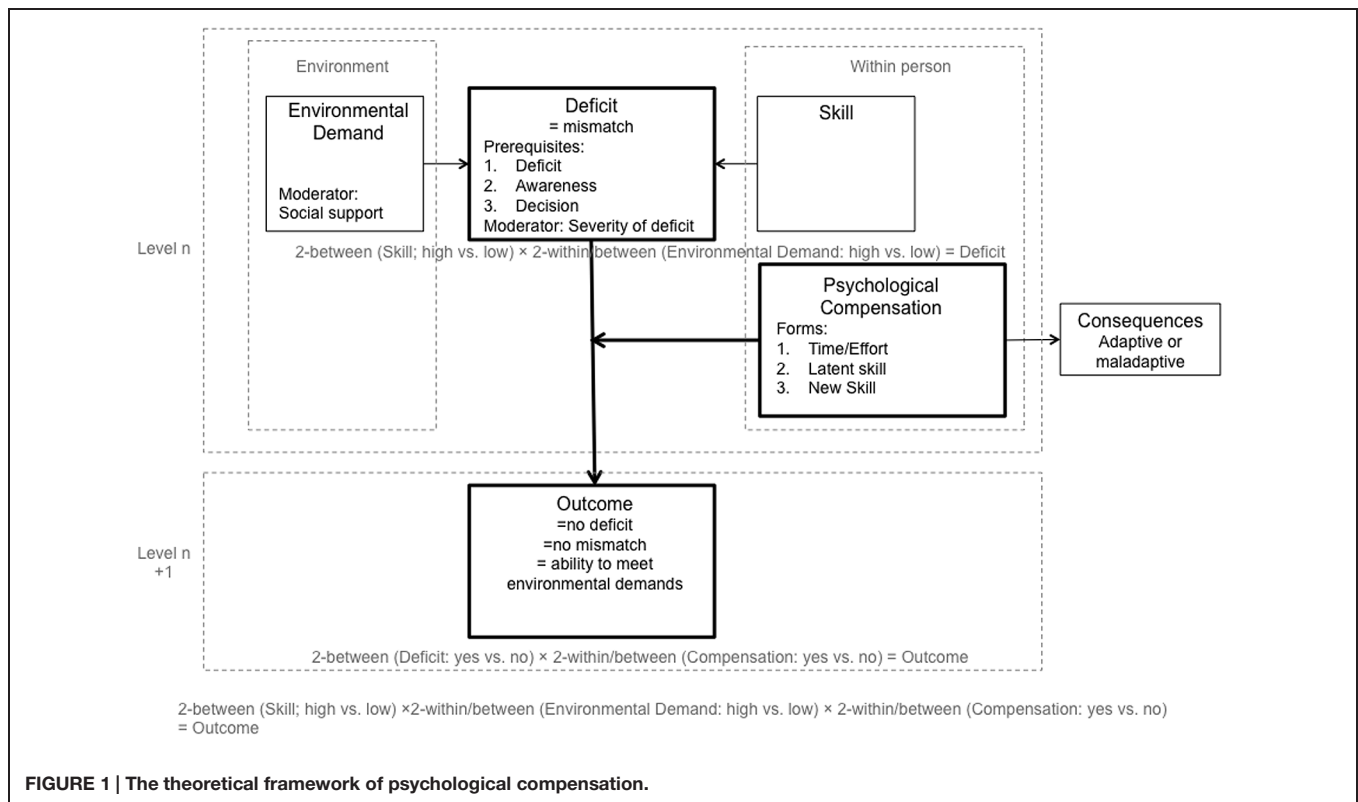 Environment
Within person
Environmental
Demand
Moderator:
Social support
Deficit
= mismatch
Prerequisites:
1. Deficit
2. Awareness
3. Decision
Moderator: Severity of deficit
Skill
Level n
2-between (Skill; high vs. low) × 2-within/between (Environmental Demand: high vs. low) = Deficit
Psychological
Compensation
Forms:
1. Time/Effort
2. Latent skill
3. New Skill
Consequences
Adaptive or
maladaptive
Level n
+1
Outcome
=no deficit
=no mismatch
= ability to meet
environmental demands
2-between (Deficit: yes vs. no) × 2-within/between (Compensation: yes vs. no) = Outcome
2-between (Skill; high vs. low) ×2-within/between (Environmental Demand: high vs. low) × 2-within/between (Compensation: yes vs. no)
= Outcome
FIGURE 1 | The theoretical framework of psychological compensation.